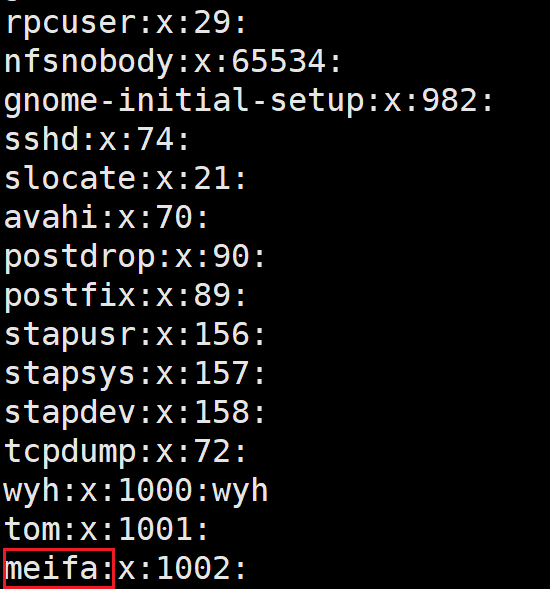 rpcuser:x:29:
nfsnobody:x:65534:
gnome-initial-setup:x:982:
sshd:x:74:
slocate:x:21:
avahi:x:70:
postdrop:x:90:
postfix:x:89:
stapusr:x:156:
stapsys:x:157:
stapdev:x:158:
tcpdump:x:72:
wyh:x:1000:wyh
tom:x:1001:
meifa:x:1002: